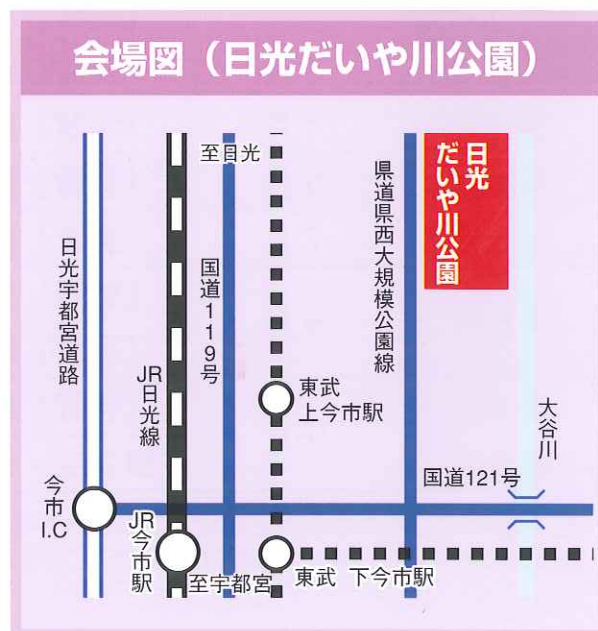 会場図（日光だいや川公園）
至日光
日光
だいや川公園
県道県西大規模公園線
国道１１９号
日光宇都宮道路
JR
日光線
東武
上今市駅
大谷川
国道121号
今市
I.C
JR
今市駅
至宇都宮
東武 下今市駅